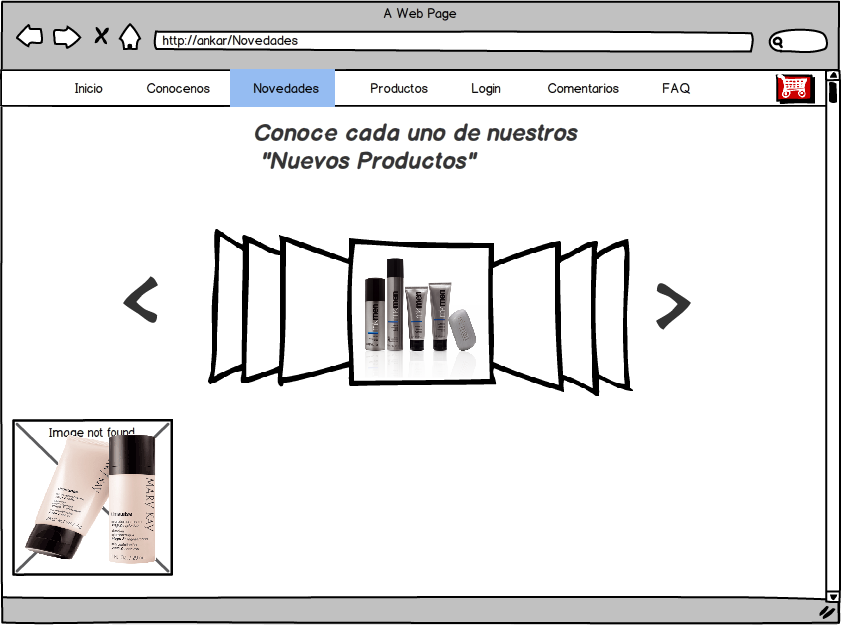 A Web Page
http://ankar/Novedades
Inicio
Conocenos
Novedades
Productos
Login
Comentarios
FAQ
Conoce cada uno de nuestros
"Nuevos Productos"
Image not found
MARY KAY